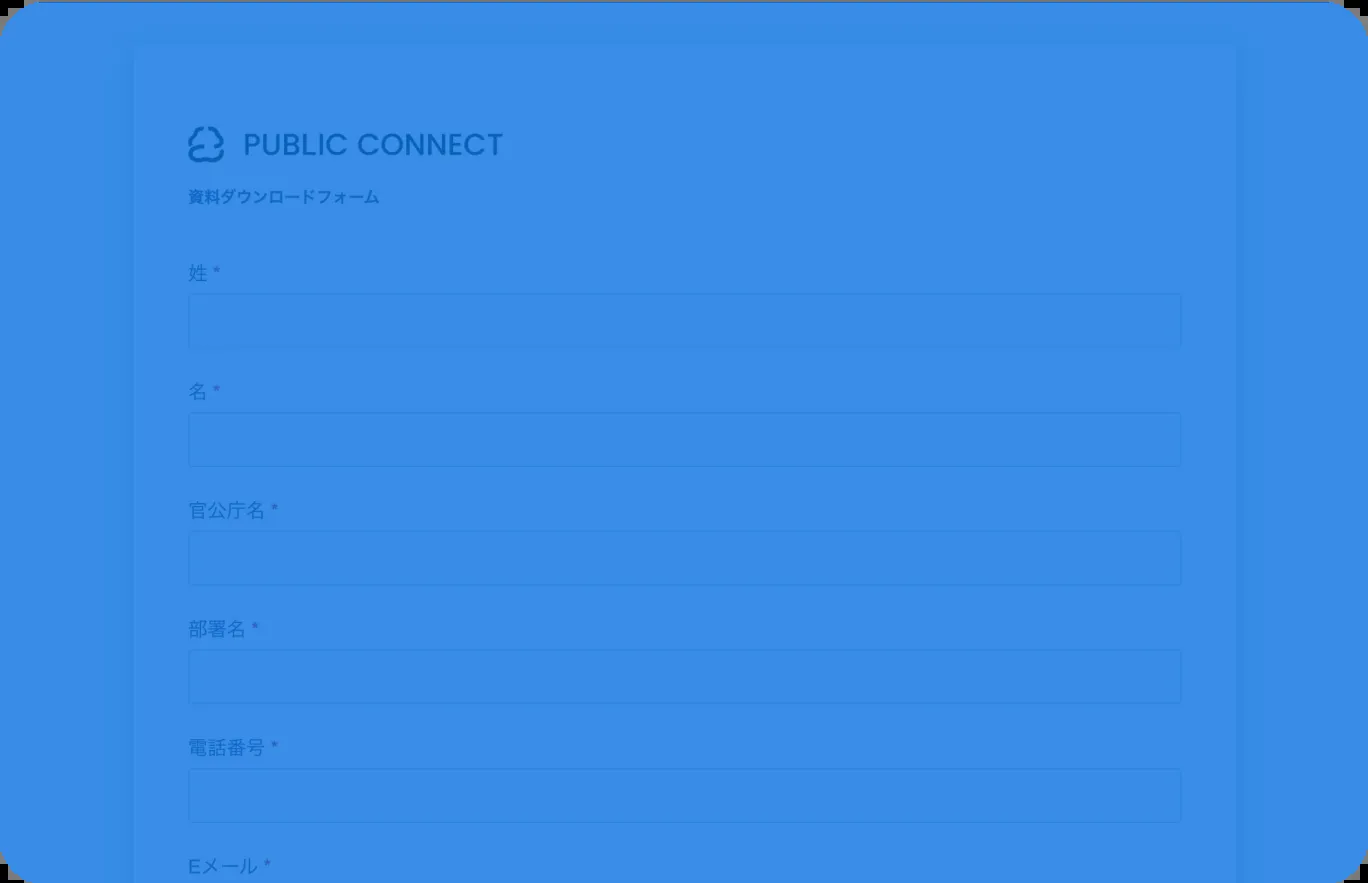 PUBLIC CONNECT
資料ダウンロードフォーム
姓 *
名 *
官公庁名 *
部署名 *
電話番号 *
Eメール *